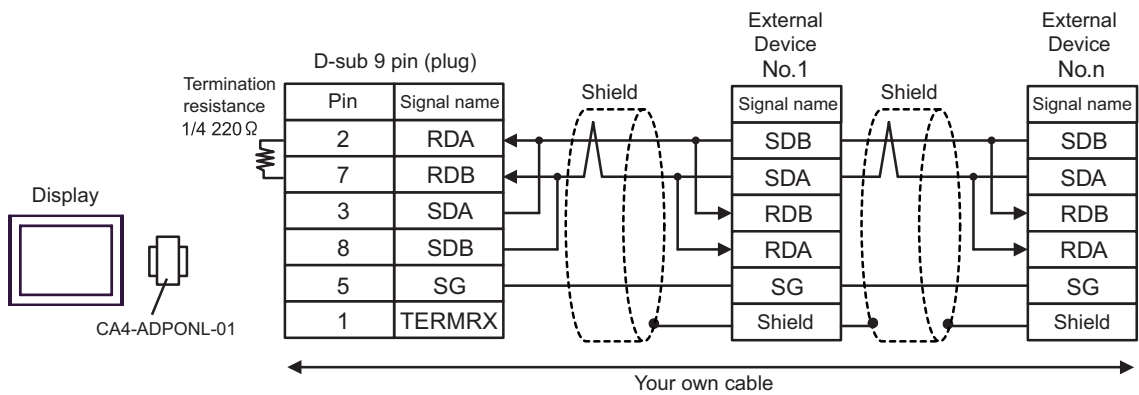 Display
CA4-ADPONL-01
Termination
resistance
1/4 220 Ω
D-sub 9 pin (plug)
Pin Signal name
2 RDA
7 RDB
3 SDA
8 SDB
5 SG
1 TERMRX
Shield
External
Device
No.1
Signal name
SDB
SDA
RDB
RDA
SG
Shield
Shield
External
Device
No.n
Signal name
SDB
SDA
RDB
RDA
SG
Shield
Your own cable